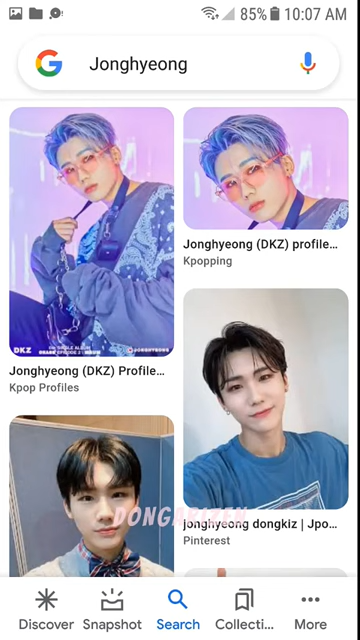 85% 10:07 AM
Jonghyeong
DKZ
Jonghyeong (DKZ) Profile...
Kpop Profiles
Jonghyeong (DKZ) profile...
Kpopping
jonghyeong dongkiz | Jpo...
Pinterest
DONGARIZEN
Discover Snapshot Search Collecti... More